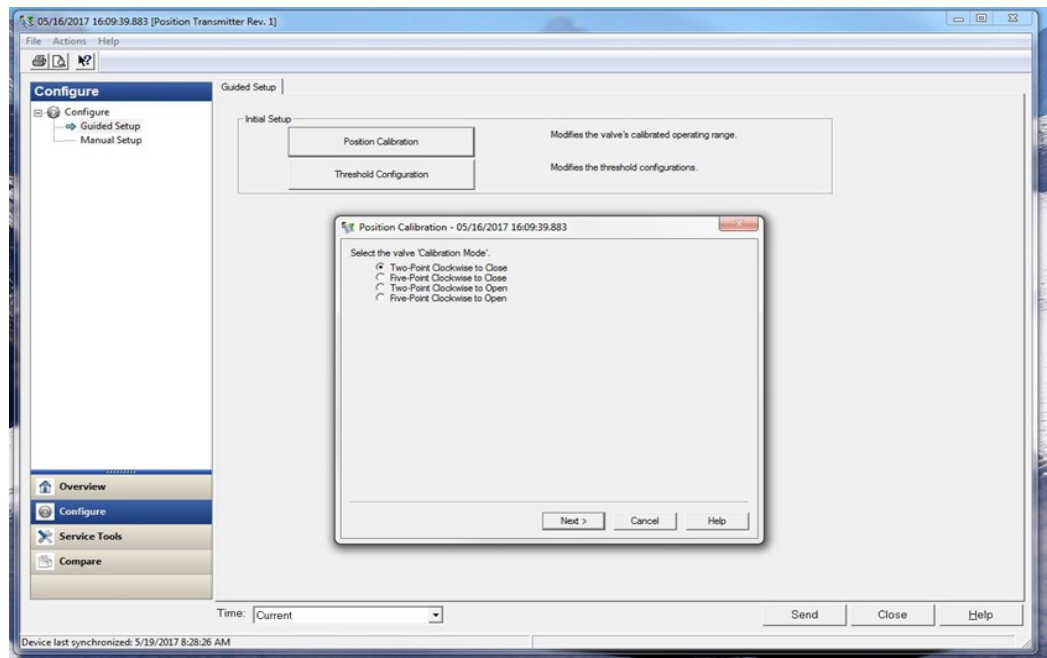 05/16/2017 16:09:39.883 [Position Transmitter Rev. 1]
File Actions Help
Configure
Configure
Guided Setup
Manual Setup
Overview
Configure
Service Tools
Compare
Guided Setup
Initial Setup
Position Calibration
Modifies the valve's calibrated operating range.
Threshold Configuration
Modifies the threshold configurations.
Position Calibration - 05/16/2017 16:09:39.883
Select the valve 'Calibration Mode'.
Two-Point Clockwise to Close
Five-Point Clockwise to Close
Two-Point Clockwise to Open
Five-Point Clockwise to Open
Next > Cancel Help
Time: Current
Send Close Help
Device last synchronized: 5/19/2017 8:28:26 AM